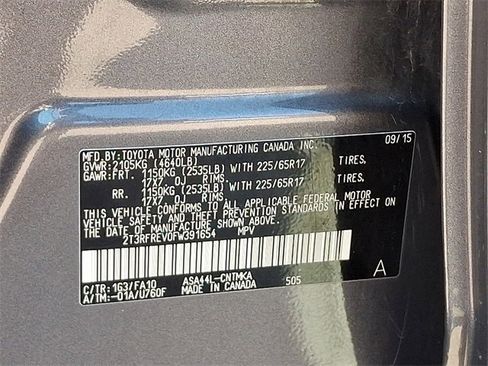 MFD.BY:TOYOTA MOTOR MANUFACTURING CANADA INC. 09/15
GVWR:2105KG (4640LB)
GAWR:FRT. 1150KG (2535LB) WITH 225/65R17 TIRES,
17X7.0J RIMS
RR. 1150KG (2535LB) WITH 225/65R17 TIRES,
17X7.0J RIMS
THIS VEHICLE CONFORMS TO ALL APPLICABLE FEDERAL MOTOR
VEHICLE SAFETY AND THEFT PREVENTION STANDARDS IN EFFECT ON
THE DATE OF MANUFACTURE SHOWN ABOVE.
2T3RFREV0FW391654 MPV
C/TR:1G3/FA10 ASA44L-CNTMKA A
A/TM:-01A/U760F MADE IN CANADA 505